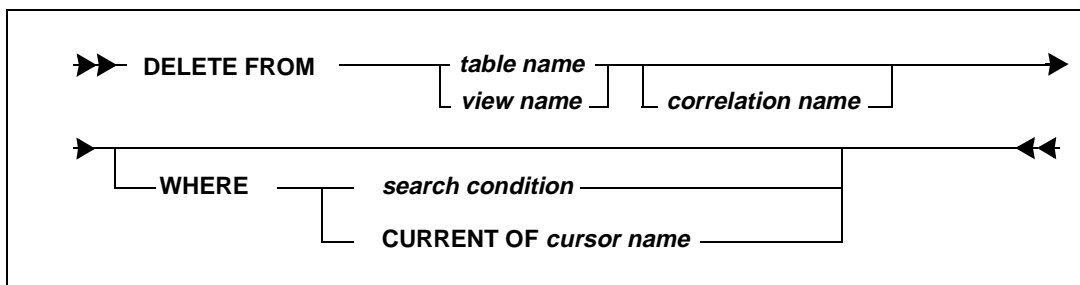 DELETE FROM table name
view name correlation name
WHERE search condition
CURRENT OF cursor name